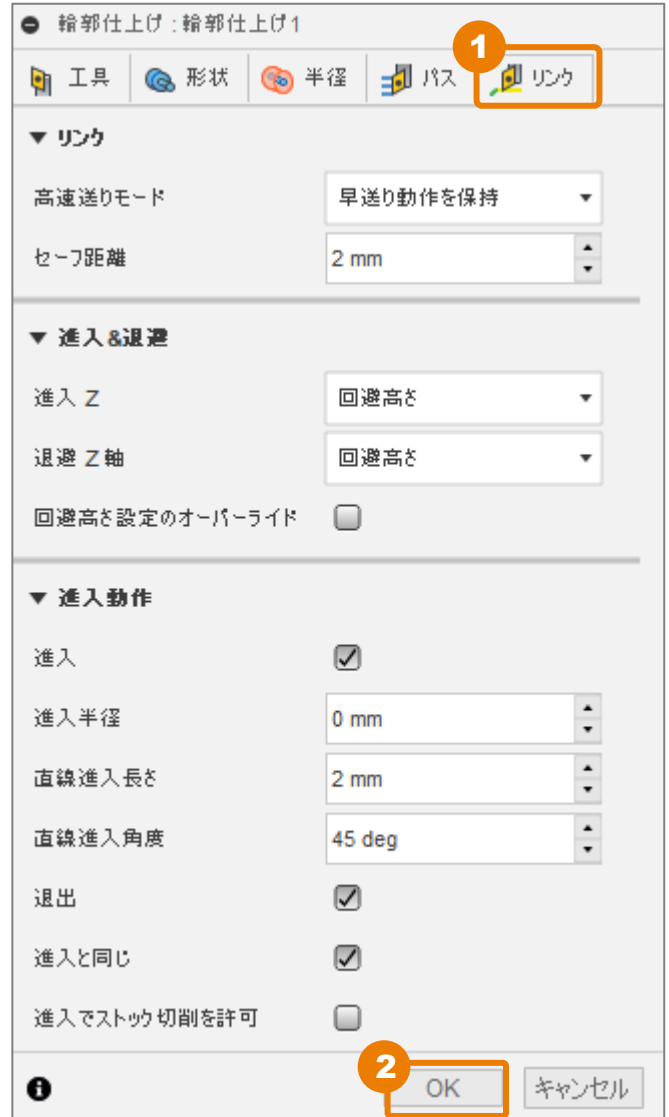 輪郭仕上げ : 輪郭仕上げ1
1
工具 形状 半径 パス リンク
▼ リンク
高速送りモード 早送り動作を保持
セーフ距離 2 mm
▼ 進入&退避
進入 Z 回避高さ
退避 Z 軸 回避高さ
回避高さ設定のオーバーライド
▼ 進入動作
進入
進入半径 0 mm
直線進入長さ 2 mm
直線進入角度 45 deg
退出
進入と同じ
進入でストック切削を許可
2
OK キャンセル